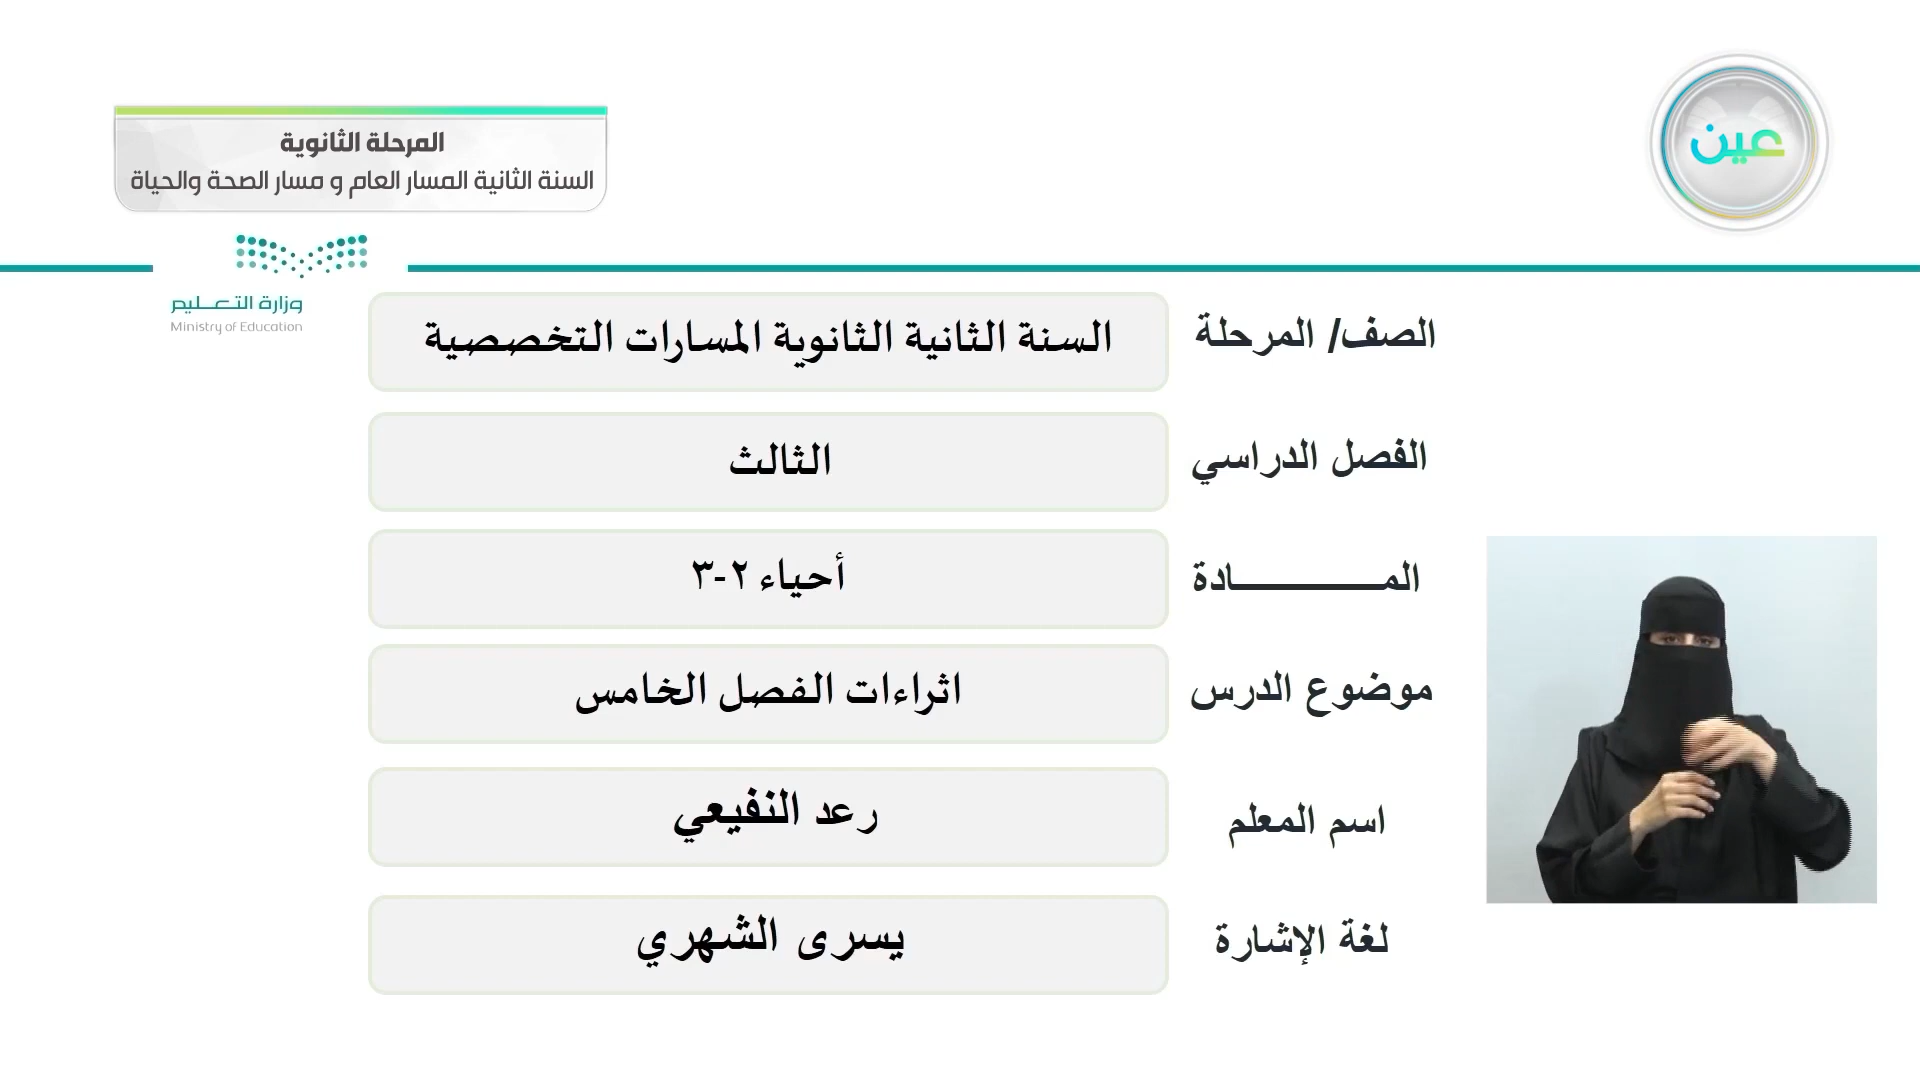 المرحلة الثانوية
السنة الثانية المسار العام و مسار الصحة والحياة
عين
وزارة التعليم
Ministry of Education
الصف/ المرحلة
السنة الثانية الثانوية المسارات التخصصية
الفصل الدراسي
الثالث
المــــــــــــادة
أحياء ٢-٣
موضوع الدرس
اثراءات الفصل الخامس
اسم المعلم
رعد النفيعي
لغة الإشارة
يسرى الشهري